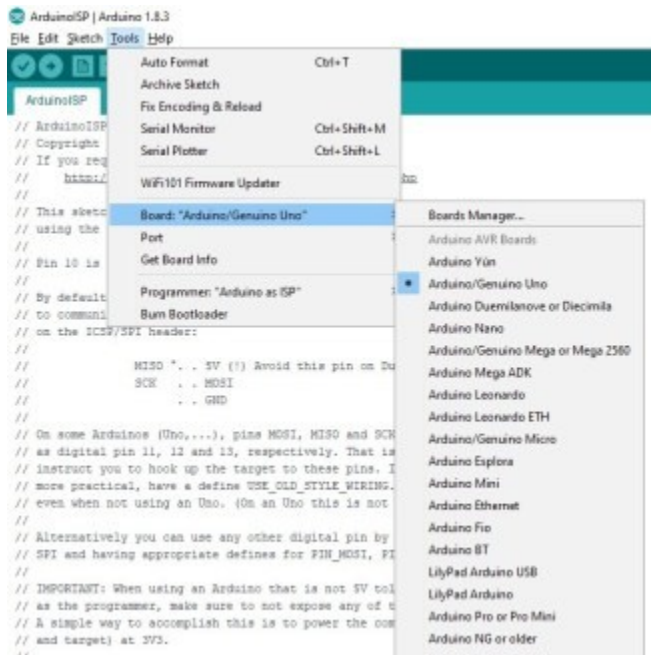 ArduinoISP | Arduino 1.8.3
File Edit Sketch Tools Help
ArduinoISP
Auto Format Ctrl+T
Archive Sketch
Fix Encoding & Reload
Serial Monitor Ctrl+Shift+M
Serial Plotter Ctrl+Shift+L
WiFi101 Firmware Updater
Board: "Arduino/Genuino Uno"
Port
Get Board Info
Programmer: "Arduino as ISP"
Burn Bootloader
Boards Manager...
Arduino AVR Boards
Arduino Yún
Arduino/Genuino Uno
Arduino Duemilanove or Diecimila
Arduino Nano
Arduino/Genuino Mega or Mega 2560
Arduino Mega ADK
Arduino Leonardo
Arduino Leonardo ETH
Arduino/Genuino Micro
Arduino Esplora
Arduino Mini
Arduino Ethernet
Arduino Fio
Arduino BT
LilyPad Arduino USB
LilyPad Arduino
Arduino Pro or Pro Mini
Arduino NG or older
// ArduinoISP
// Copyright
// If you req
// http:/
//
// This sketc
// using the
//
// Pin 10 is
//
// By default
// to communi
// on the ICSP/SPI header:
//
// MISO °. . 5V (!) Avoid this pin on Du
// SCK . . MOSI
// . . GND
//
// On some Arduinos (Uno,...), pins MOSI, MISO and SCK
// as digital pin 11, 12 and 13, respectively. That is
// instruct you to hook up the target to these pins. I
// more practical, have a define USE_OLD_STYLE_WIRING.
// even when not using an Uno. (On an Uno this is not
//
// Alternatively you can use any other digital pin by
// SPI and having appropriate defines for PIN_MOSI, PI
//
// IMPORTANT: When using an Arduino that is not 5V tol
// as the programmer, make sure to not expose any of t
// A simple way to accomplish this is to power the com
// and target) at 3V3.